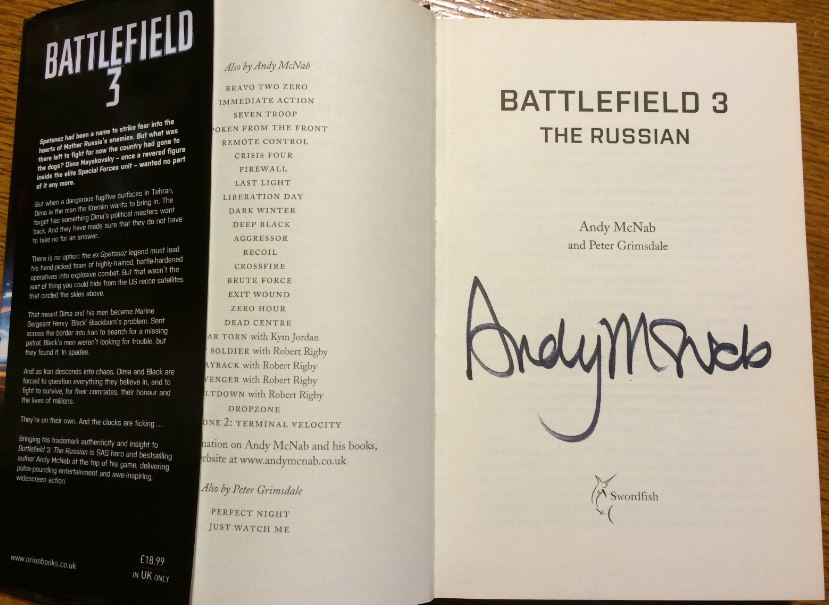 BATTLEFIELD
3
Spetsnaz had been a name to strike fear into the
hearts of Mother Russia's enemies. But what was
there left to fight for now the country had gone to
the dogs? Dima Mayakovsky – once a revered figure
inside the elite Special Forces unit – wanted no part
of it any more.
But when a dangerous fugitive surfaces in Tehran,
Dima is the man the Kremlin wants to bring in. The
target has something Dima's political masters want
back. And they have made sure that they do not have
to take no for an answer.
There is no option: the ex Spetsnaz legend must lead
his hand-picked team of highly-trained, battle-hardened
operatives into explosive combat. But that wasn't the
sort of thing you could hide from the US recce satellites
that circled the skies above.
That meant Dima and his men became Marine
Sergeant Henry 'Black' Blackburn's problem. Sent
across the border into Iran to search for a missing
patrol, Black's men weren't looking for trouble, but
they found it. In spades.
And as Iran descends into chaos, Dima and Black are
forced to question everything they believe in, and to
fight to survive, for their comrades, their honour and
the lives of millions.
They're on their own. And the clocks are ticking ...
Bringing his trademark authenticity and insight to
Battlefield 3: The Russian is SAS hero and bestselling
author Andy McNab at the top of his game, delivering
pulse-pounding entertainment and awe-inspiring,
widescreen action.
www.orionbooks.co.uk
£18.99
IN UK ONLY
Also by Andy McNab
BRAVO TWO ZERO
IMMEDIATE ACTION
SEVEN TROOP
POKEN FROM THE FRONT
REMOTE CONTROL
CRISIS FOUR
FIREWALL
LAST LIGHT
LIBERATION DAY
DARK WINTER
DEEP BLACK
AGGRESSOR
RECOIL
CROSSFIRE
BRUTE FORCE
EXIT WOUND
ZERO HOUR
DEAD CENTRE
AR TORN with Kym Jordan
SOLDIER with Robert Rigby
AYBACK with Robert Rigby
VENGER with Robert Rigby
LTDOWN with Robert Rigby
DROPZONE
ONE 2: TERMINAL VELOCITY
mation on Andy McNab and his books,
ebsite at www.andymcnab.co.uk
Also by Peter Grimsdale
PERFECT NIGHT
JUST WATCH ME
BATTLEFIELD 3
THE RUSSIAN
Andy McNab
and Peter Grimsdale
Andy McNab
Swordfish